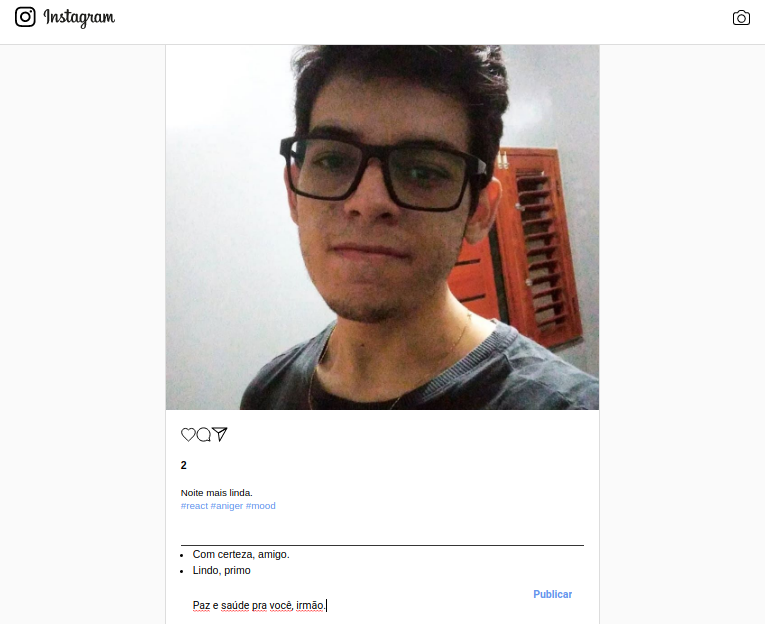 Instagram
2
Noite mais linda.
#react #aniger #mood
Com certeza, amigo.
Lindo, primo
Publicar
Paz e saúde pra você, irmão.